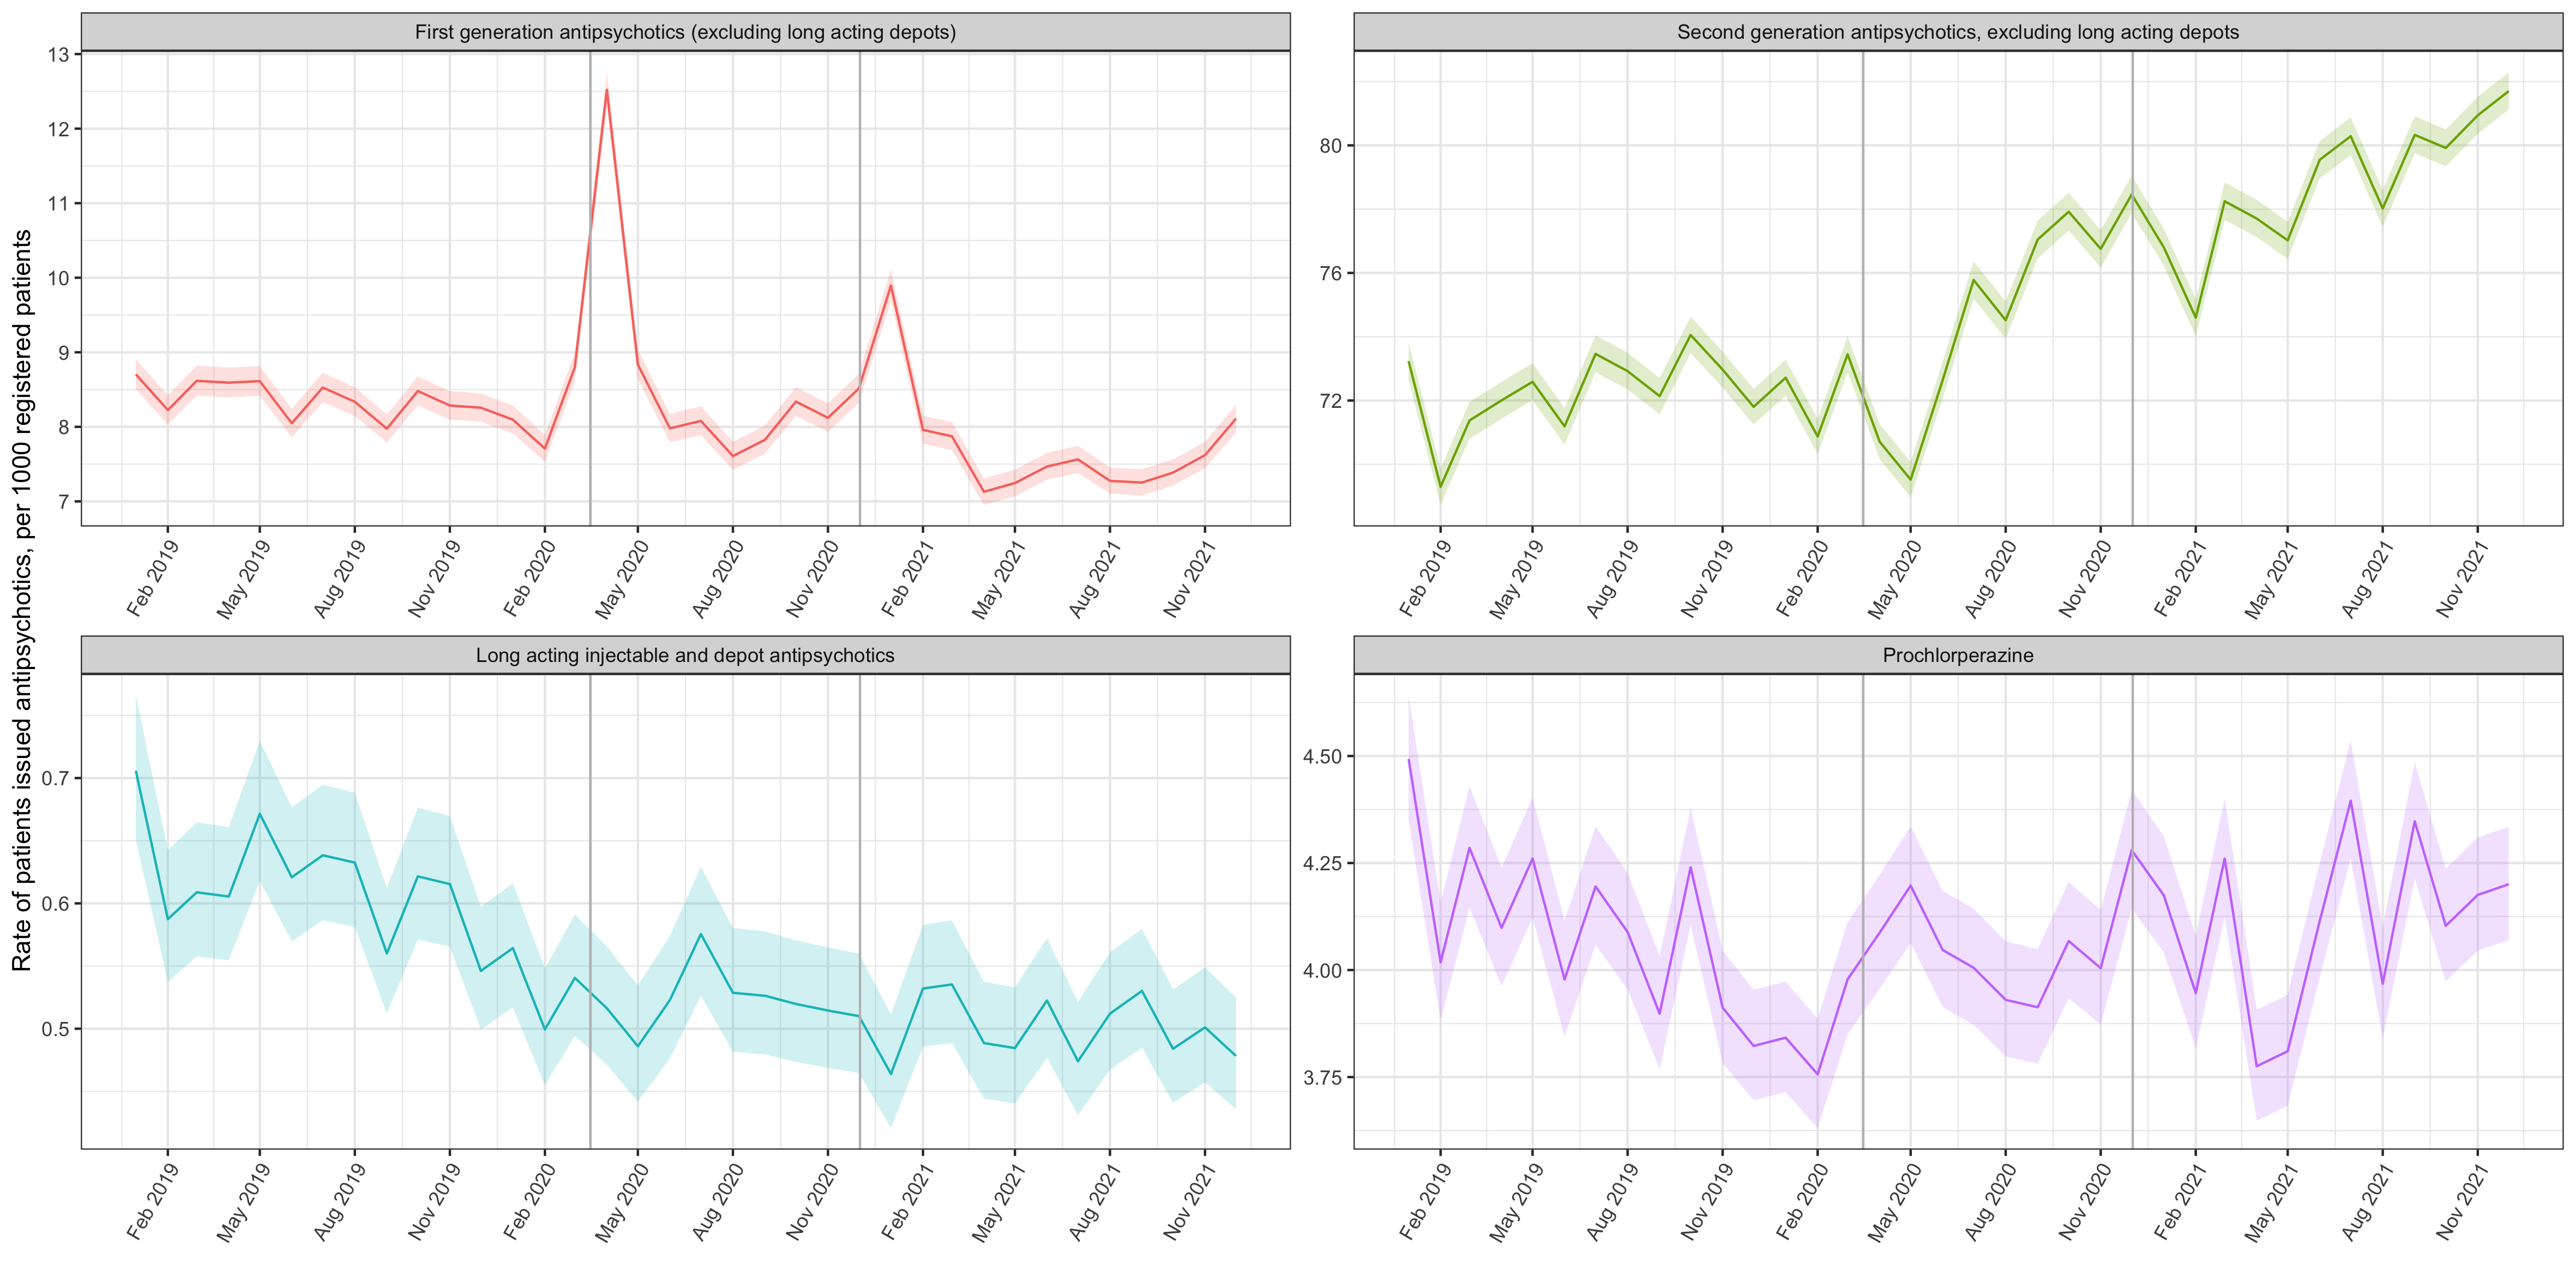 Rate of patients issued antipsychotics, per 1000 registered patients
First generation antipsychotics (excluding long acting depots)
13
12
11
10
9
8
7
Feb 2019
May 2019
Aug 2019
Nov 2019
Feb 2020
May 2020
Aug 2020
Nov 2020
Feb 2021
May 2021
Aug 2021
Nov 2021
Second generation antipsychotics, excluding long acting depots
80
76
72
Feb 2019
May 2019
Aug 2019
Nov 2019
Feb 2020
May 2020
Aug 2020
Nov 2020
Feb 2021
May 2021
Aug 2021
Nov 2021
Long acting injectable and depot antipsychotics
0.7
0.6
0.5
Feb 2019
May 2019
Aug 2019
Nov 2019
Feb 2020
May 2020
Aug 2020
Nov 2020
Feb 2021
May 2021
Aug 2021
Nov 2021
Prochlorperazine
4.50
4.25
4.00
3.75
Feb 2019
May 2019
Aug 2019
Nov 2019
Feb 2020
May 2020
Aug 2020
Nov 2020
Feb 2021
May 2021
Aug 2021
Nov 2021